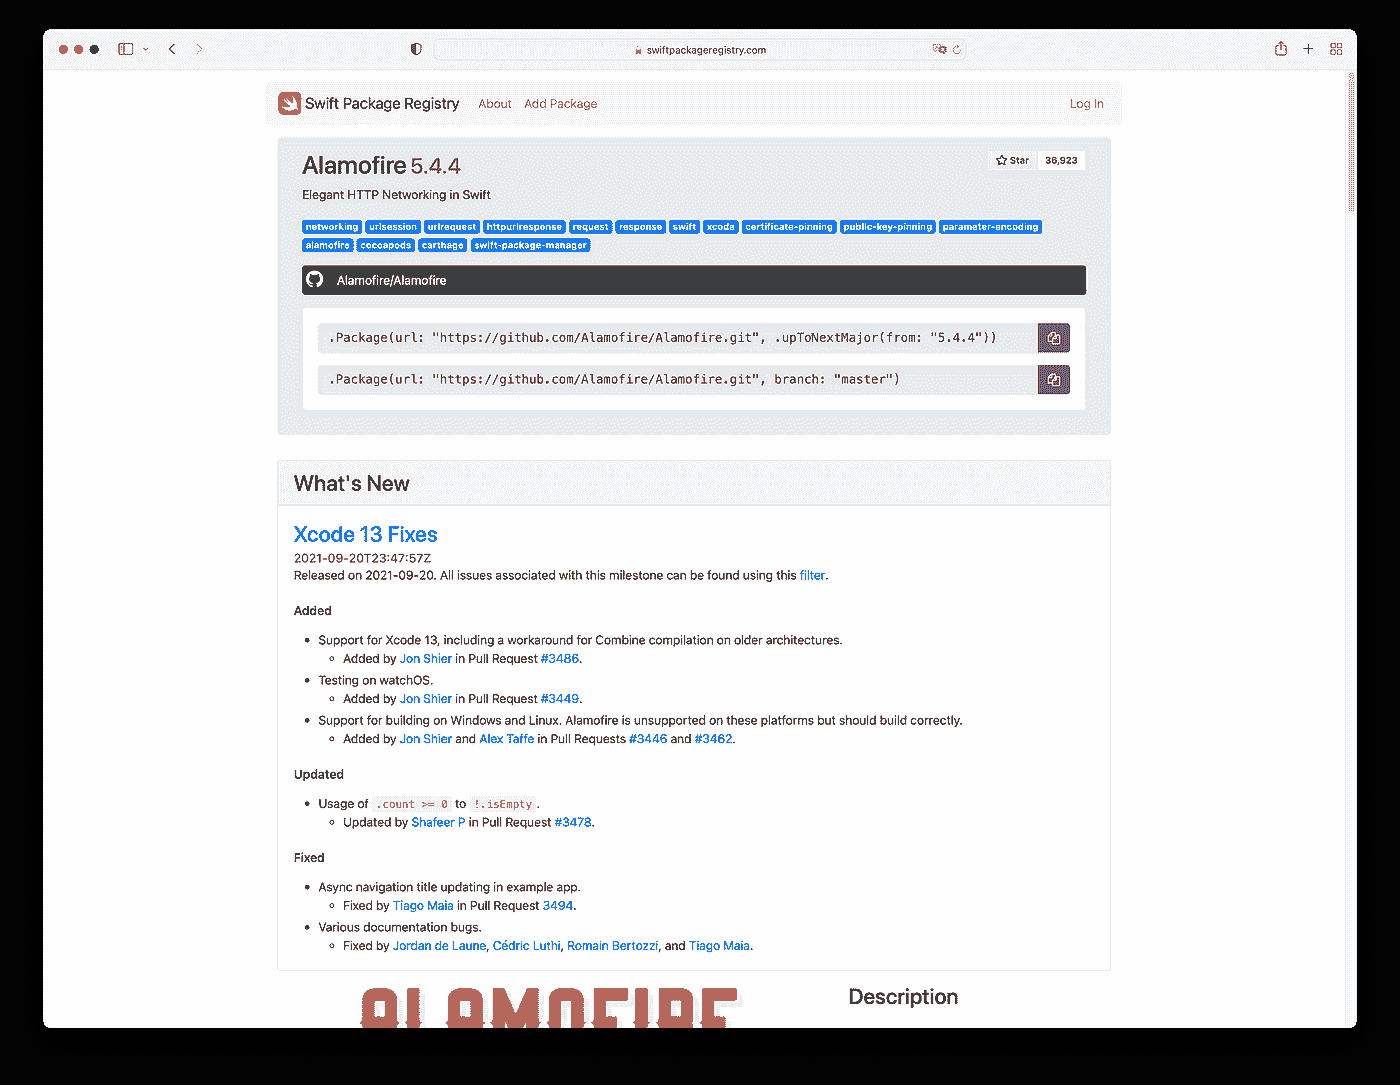 swiftpackageregistry.com
Swift Package Registry About Add Package Log In
Alamofire 5.4.4
Star 36,923
Elegant HTTP Networking in Swift
networking urlsession urlrequest httpurlresponse request response swift xcode certificate-pinning public-key-pinning parameter-encoding
alamofire cocoapods carthage swift-package-manager
Alamofire/Alamofire
.Package(url: "https://github.com/Alamofire/Alamofire.git", .upToNextMajor(from: "5.4.4"))
.Package(url: "https://github.com/Alamofire/Alamofire.git", branch: "master")
What's New
Xcode 13 Fixes
2021-09-20T23:47:57Z
Released on 2021-09-20. All issues associated with this milestone can be found using this filter.
Added
• Support for Xcode 13, including a workaround for Combine compilation on older architectures.
◦ Added by Jon Shier in Pull Request #3486.
• Testing on watchOS.
◦ Added by Jon Shier in Pull Request #3449.
• Support for building on Windows and Linux. Alamofire is unsupported on these platforms but should build correctly.
◦ Added by Jon Shier and Alex Taffe in Pull Requests #3446 and #3462.
Updated
• Usage of .count >= 0 to !.isEmpty.
◦ Updated by Shafeer P in Pull Request #3478.
Fixed
• Async navigation title updating in example app.
◦ Fixed by Tiago Maia in Pull Request 3494.
• Various documentation bugs.
◦ Fixed by Jordan de Laune, Cédric Luthi, Romain Bertozzi, and Tiago Maia.
ALAMOFIRE
Description